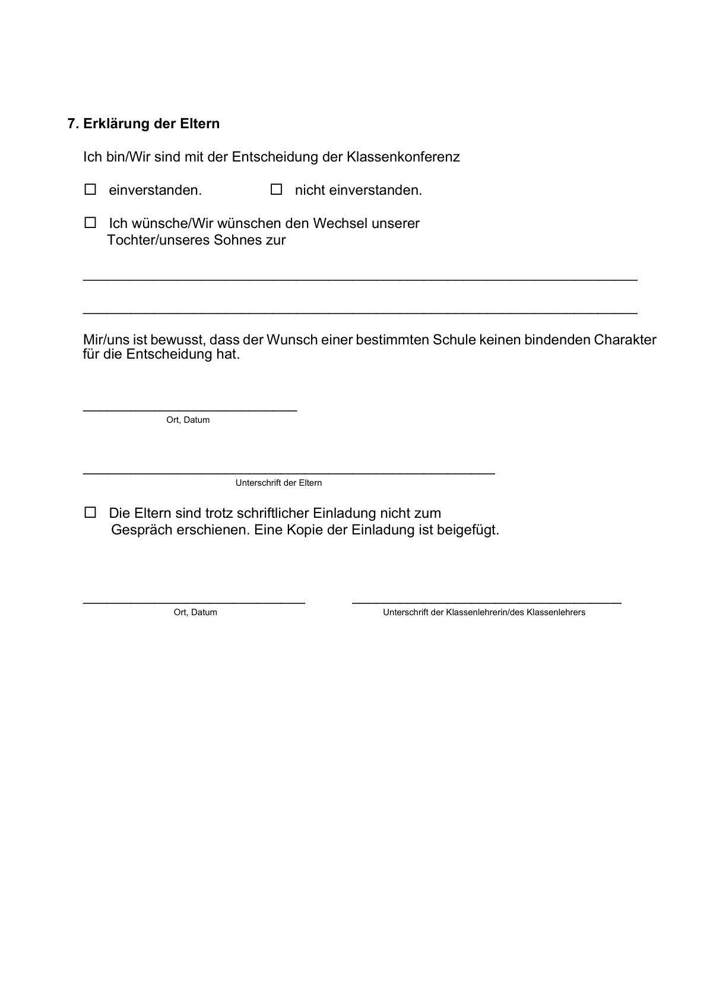 7. Erklärung der Eltern
Ich bin/Wir sind mit der Entscheidung der Klassenkonferenz
☐ einverstanden. ☐ nicht einverstanden.
☐ Ich wünsche/Wir wünschen den Wechsel unserer
Tochter/unseres Sohnes zur
Mir/uns ist bewusst, dass der Wunsch einer bestimmten Schule keinen bindenden Charakter
für die Entscheidung hat.
Ort, Datum
Unterschrift der Eltern
☐ Die Eltern sind trotz schriftlicher Einladung nicht zum
Gespräch erschienen. Eine Kopie der Einladung ist beigefügt.
Ort, Datum Unterschrift der Klassenlehrerin/des Klassenlehrers